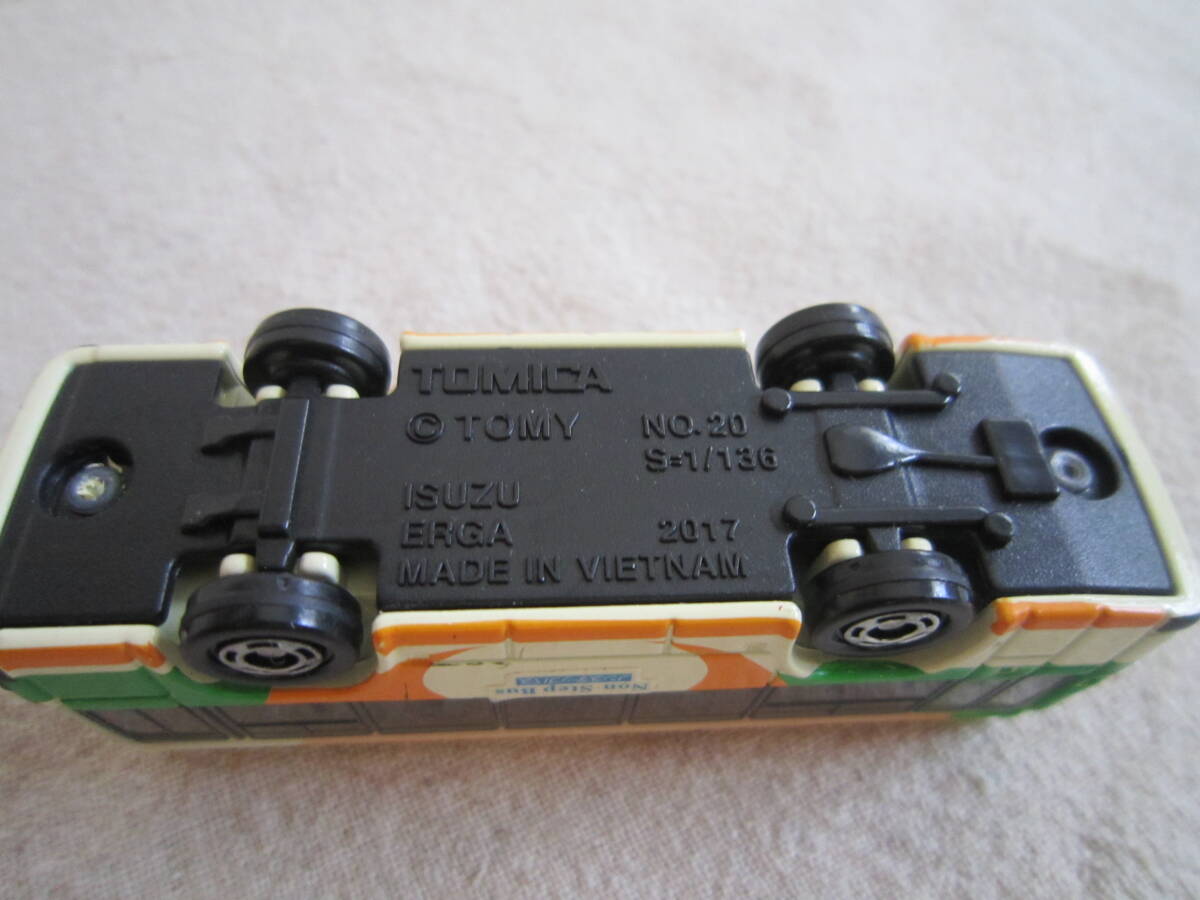 TOMICA
© TOMY
NO. 20
S=1/136
ISUZU
ERGA
2017
MADE IN VIETNAM
Non Step Bus